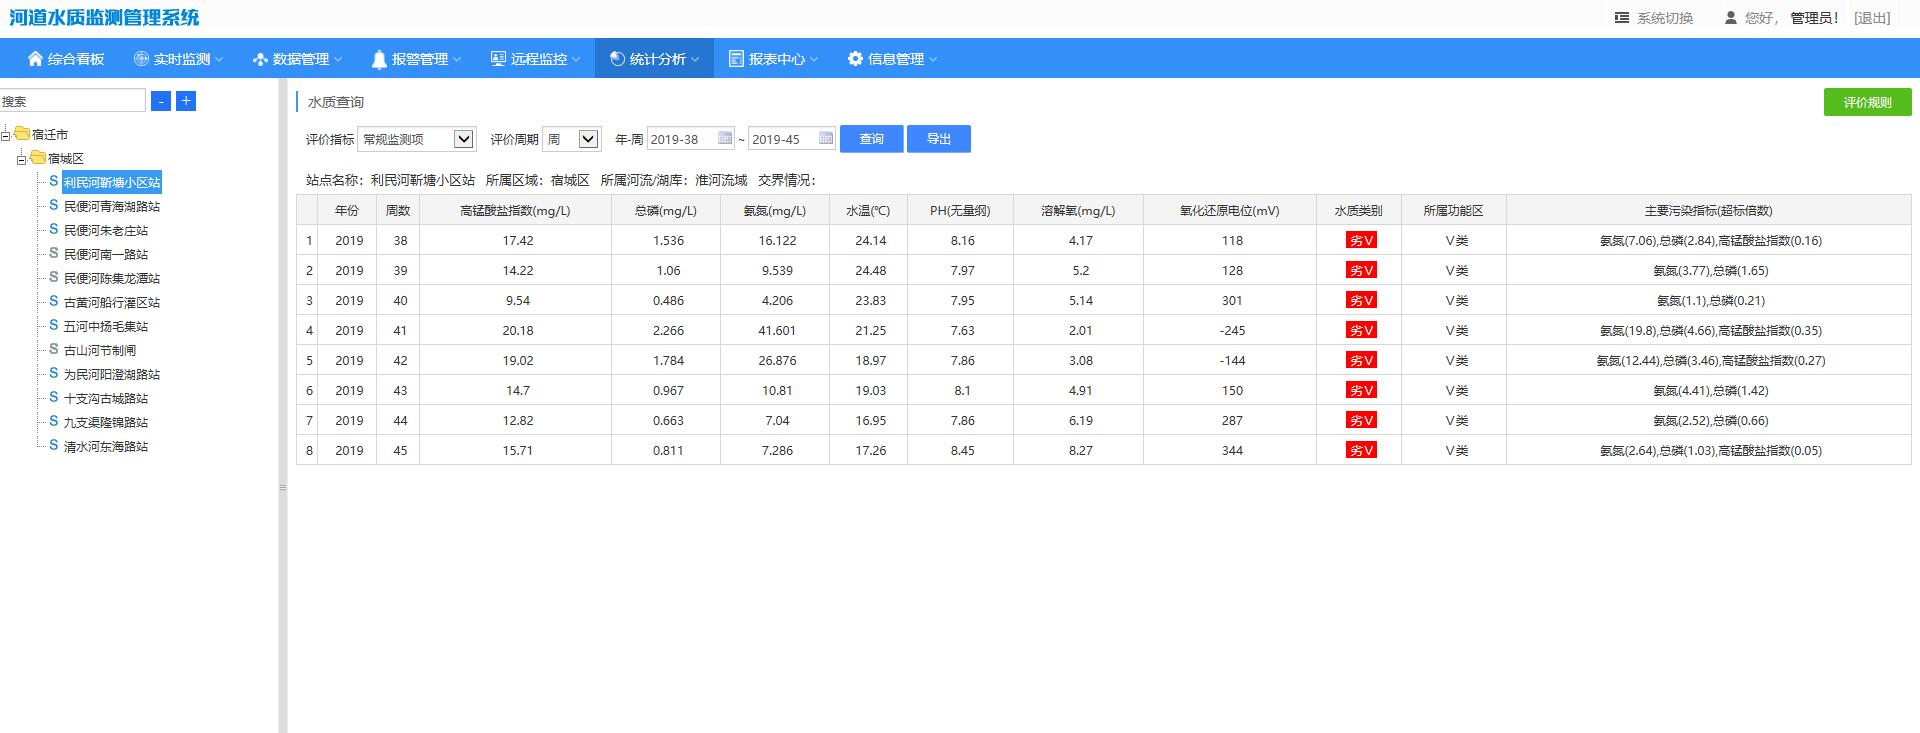 河道水质监测管理系统
系统切换 您好， 管理员！ [退出]
综合看板 实时监测 数据管理 报警管理 远程监控 统计分析 报表中心 信息管理
搜索 - +
宿迁市
宿城区
S 利民河靳塘小区站
S 民便河青海湖路站
S 民便河朱老庄站
S 民便河南一路站
S 民便河陈集龙潭站
S 古黄河船行灌区站
S 五河中扬毛集站
S 古山河节制闸
S 为民河阳澄湖路站
S 十支沟古城路站
S 九支渠隆锦路站
S 清水河东海路站
水质查询 评价规则
评价指标 常规监测项 评价周期 周 年-周 2019-38 ~ 2019-45 查询 导出
站点名称：利民河靳塘小区站 所属区域：宿城区 所属河流/湖库：淮河流域 交界情况：
年份 周数 高锰酸盐指数(mg/L) 总磷(mg/L) 氨氮(mg/L) 水温(℃) PH(无量纲) 溶解氧(mg/L) 氧化还原电位(mV) 水质类别 所属功能区 主要污染指标(超标倍数)
1 2019 38 17.42 1.536 16.122 24.14 8.16 4.17 118 劣Ⅴ Ⅴ类 氨氮(7.06),总磷(2.84),高锰酸盐指数(0.16)
2 2019 39 14.22 1.06 9.539 24.48 7.97 5.2 128 劣Ⅴ Ⅴ类 氨氮(3.77),总磷(1.65)
3 2019 40 9.54 0.486 4.206 23.83 7.95 5.14 301 劣Ⅴ Ⅴ类 氨氮(1.1),总磷(0.21)
4 2019 41 20.18 2.266 41.601 21.25 7.63 2.01 -245 劣Ⅴ Ⅴ类 氨氮(19.8),总磷(4.66),高锰酸盐指数(0.35)
5 2019 42 19.02 1.784 26.876 18.97 7.86 3.08 -144 劣Ⅴ Ⅴ类 氨氮(12.44),总磷(3.46),高锰酸盐指数(0.27)
6 2019 43 14.7 0.967 10.81 19.03 8.1 4.91 150 劣Ⅴ Ⅴ类 氨氮(4.41),总磷(1.42)
7 2019 44 12.82 0.663 7.04 16.95 7.86 6.19 287 劣Ⅴ Ⅴ类 氨氮(2.52),总磷(0.66)
8 2019 45 15.71 0.811 7.286 17.26 8.45 8.27 344 劣Ⅴ Ⅴ类 氨氮(2.64),总磷(1.03),高锰酸盐指数(0.05)